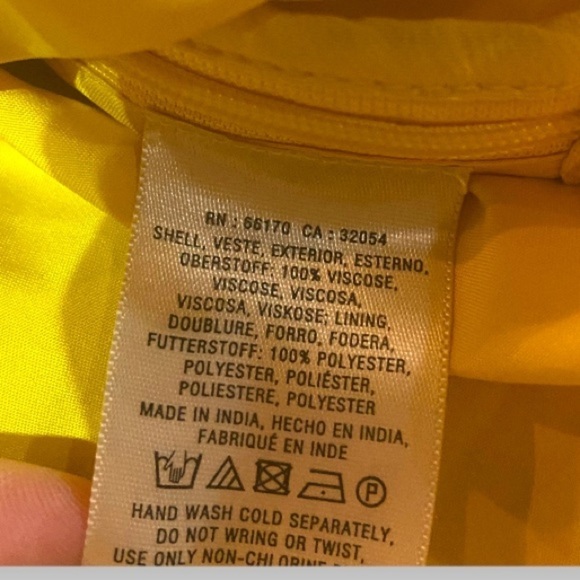 RN : 66170 CA : 32054
SHELL, VESTE, EXTERIOR, ESTERNO,
OBERSTOFF: 100% VISCOSE,
VISCOSE, VISCOSA,
VISCOSA, VISKOSE; LINING,
DOUBLURE, FORRO, FODERA,
FUTTERSTOFF: 100% POLYESTER,
POLYESTER, POLIÉSTER,
POLIESTERE, POLYESTER
MADE IN INDIA, HECHO EN INDIA,
FABRIQUÉ EN INDE
P
HAND WASH COLD SEPARATELY,
DO NOT WRING OR TWIST,
USE ONLY NON-CHLORINE